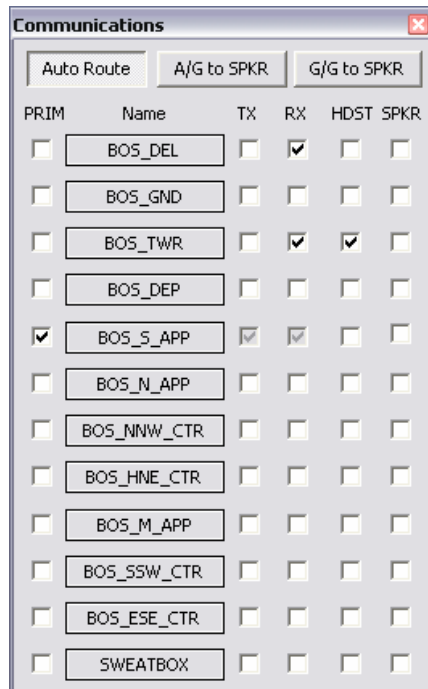 Communications
Auto Route A/G to SPKR G/G to SPKR
PRIM Name TX RX HDST SPKR
BOS_DEL
BOS_GND
BOS_TWR
BOS_DEP
BOS_S_APP
BOS_N_APP
BOS_NNW_CTR
BOS_HNE_CTR
BOS_M_APP
BOS_SSW_CTR
BOS_ESE_CTR
SWEATBOX